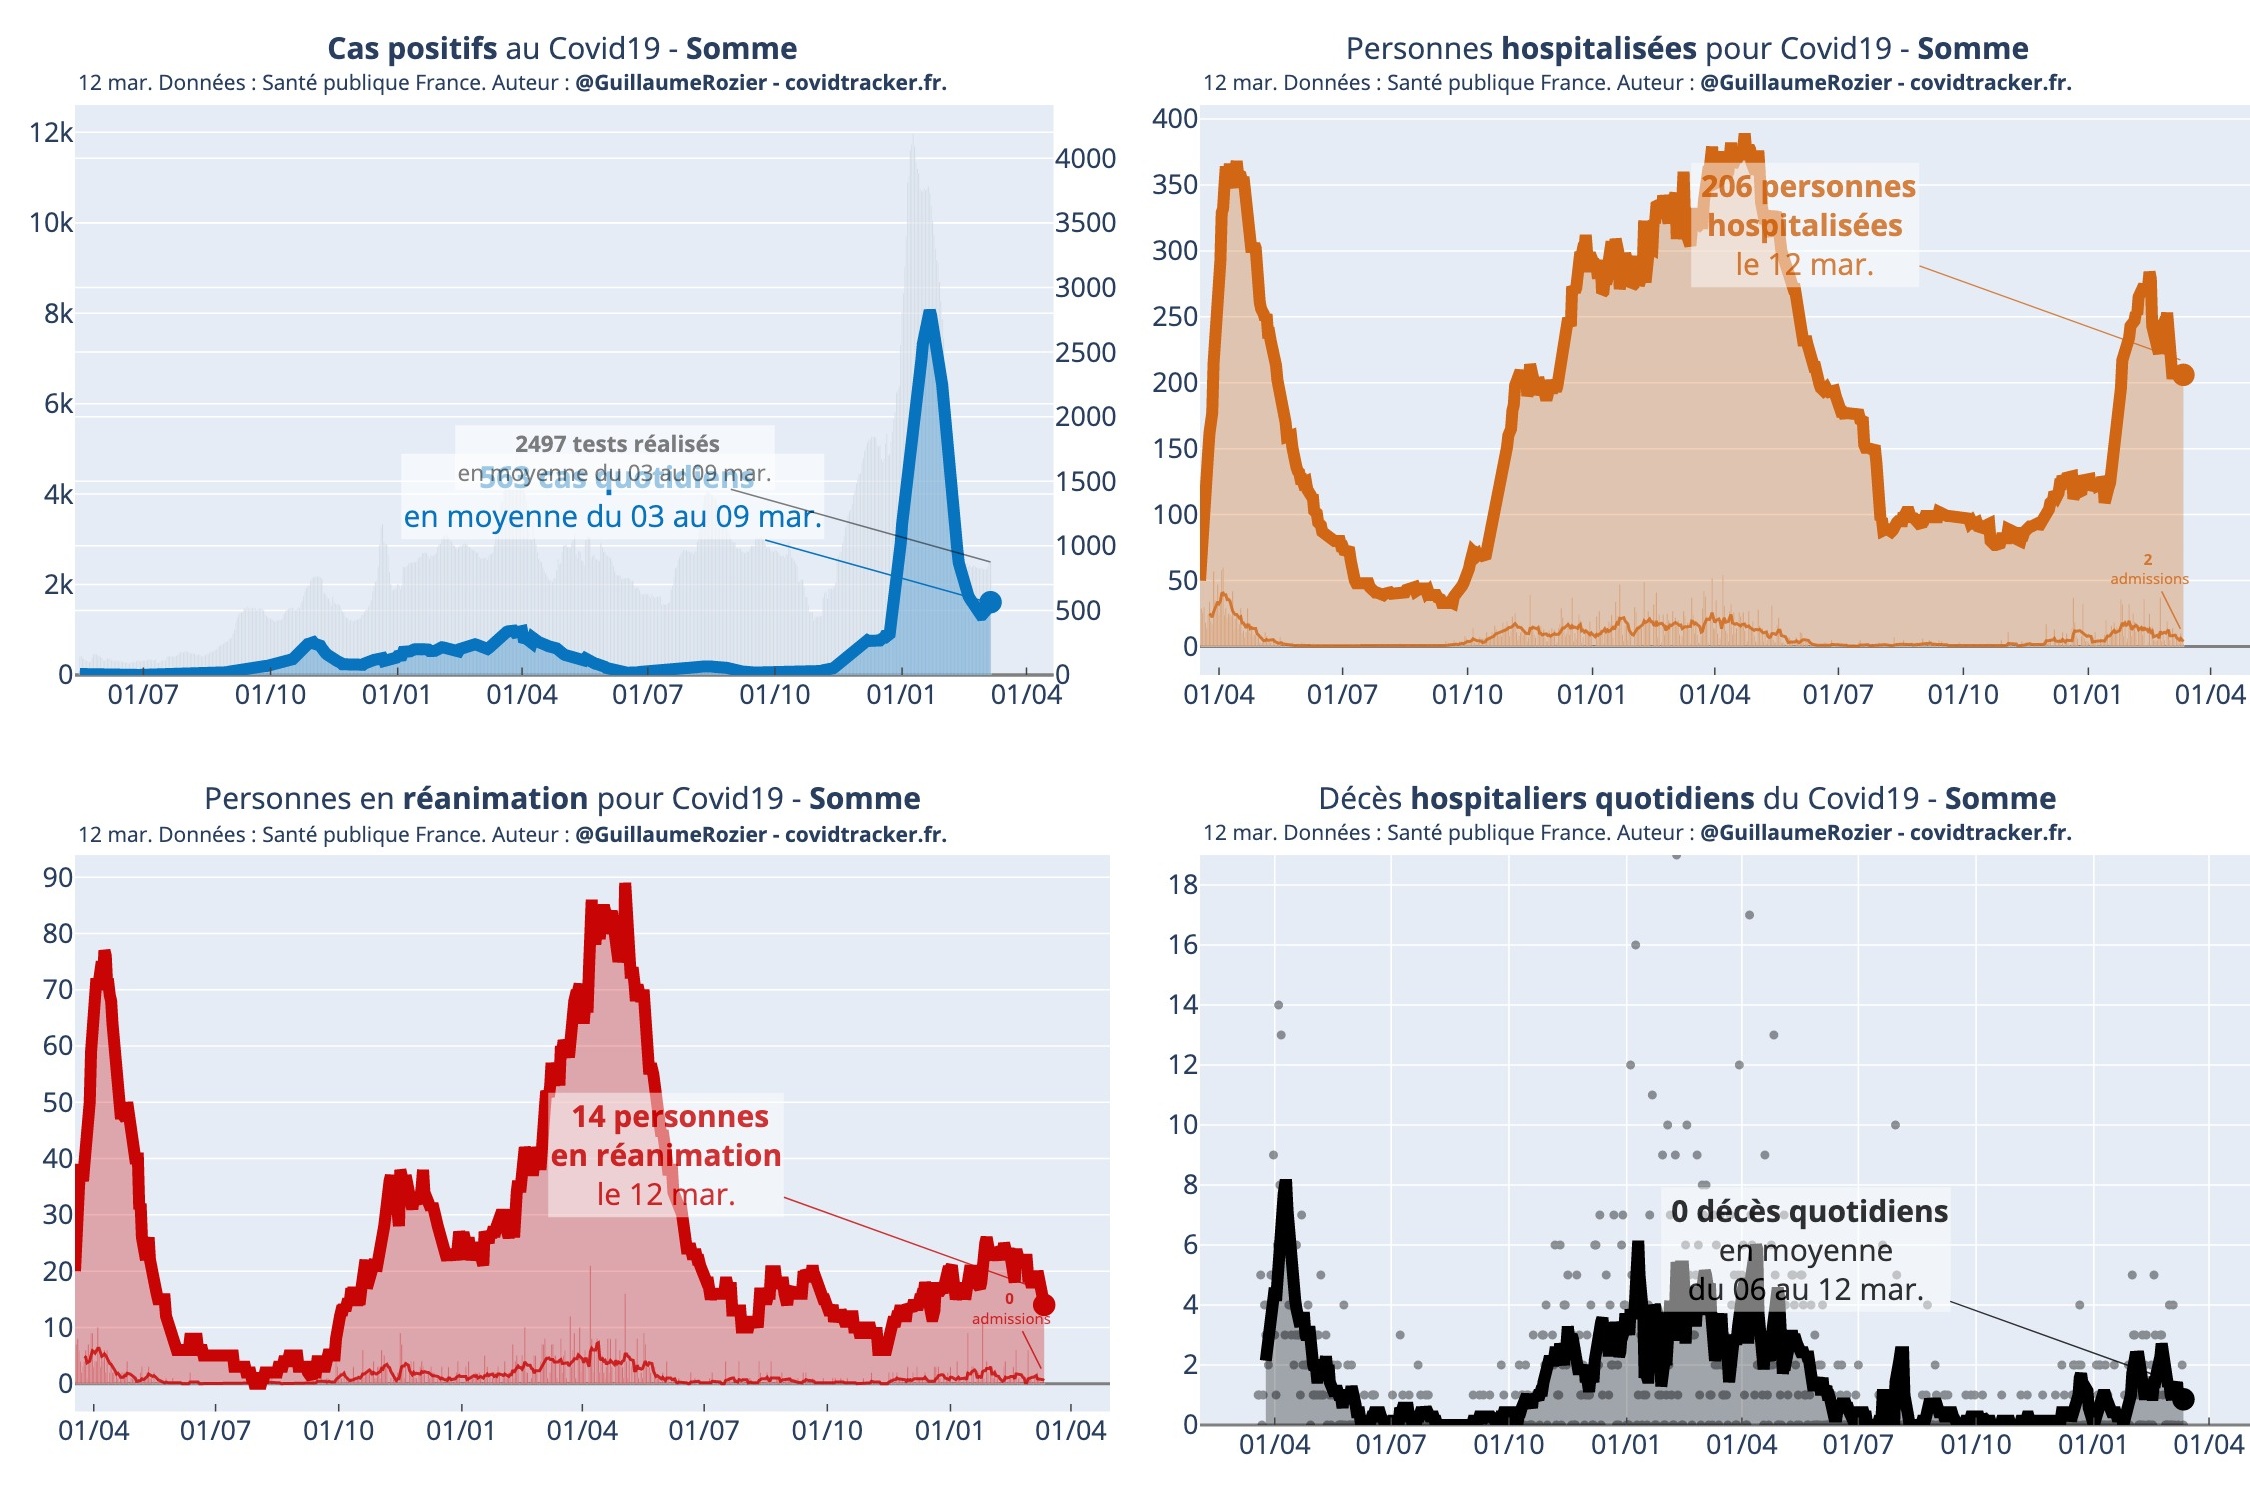 Cas positifs au Covid19 - Somme
12 mar. Données : Santé publique France. Auteur : @GuillaumeRozier - covidtracker.fr.
12k
10k
8k
6k
4k
2k
0
4000
3500
3000
2500
2000
1500
1000
500
0
2497 tests réalisés
en moyenne du 03 au 09 mar.
563 cas quotidiens
en moyenne du 03 au 09 mar.
01/07 01/10 01/01 01/04 01/07 01/10 01/01 01/04
Personnes hospitalisées pour Covid19 - Somme
12 mar. Données : Santé publique France. Auteur : @GuillaumeRozier - covidtracker.fr.
400
350
300
250
200
150
100
50
0
206 personnes
hospitalisées
le 12 mar.
2
admissions
01/04 01/07 01/10 01/01 01/04 01/07 01/10 01/01 01/04
Personnes en réanimation pour Covid19 - Somme
12 mar. Données : Santé publique France. Auteur : @GuillaumeRozier - covidtracker.fr.
90
80
70
60
50
40
30
20
10
0
14 personnes
en réanimation
le 12 mar.
0
admissions
01/04 01/07 01/10 01/01 01/04 01/07 01/10 01/01 01/04
Décès hospitaliers quotidiens du Covid19 - Somme
12 mar. Données : Santé publique France. Auteur : @GuillaumeRozier - covidtracker.fr.
18
16
14
12
10
8
6
4
2
0
0 décès quotidiens
en moyenne
du 06 au 12 mar.
01/04 01/07 01/10 01/01 01/04 01/07 01/10 01/01 01/04